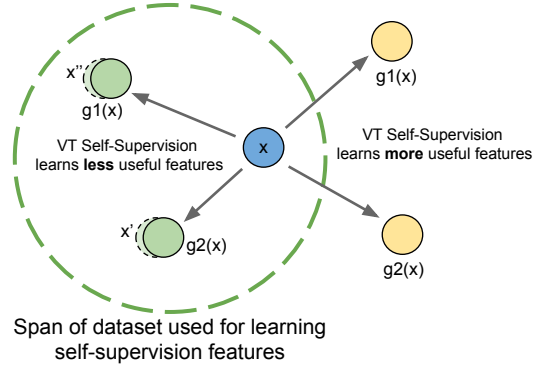 x''
g1(x)
g1(x)
VT Self-Supervision
learns less useful features
x
VT Self-Supervision
learns more useful features
x'
g2(x)
g2(x)
Span of dataset used for learning
self-supervision features